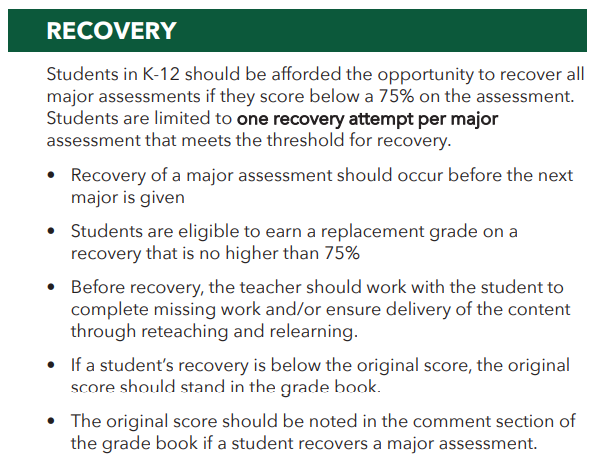 RECOVERY
Students in K-12 should be afforded the opportunity to recover all
major assessments if they score below a 75% on the assessment.
Students are limited to one recovery attempt per major
assessment that meets the threshold for recovery.
• Recovery of a major assessment should occur before the next
major is given
• Students are eligible to earn a replacement grade on a
recovery that is no higher than 75%
• Before recovery, the teacher should work with the student to
complete missing work and/or ensure delivery of the content
through reteaching and relearning.
• If a student’s recovery is below the original score, the original
score should stand in the grade book.
• The original score should be noted in the comment section of
the grade book if a student recovers a major assessment.